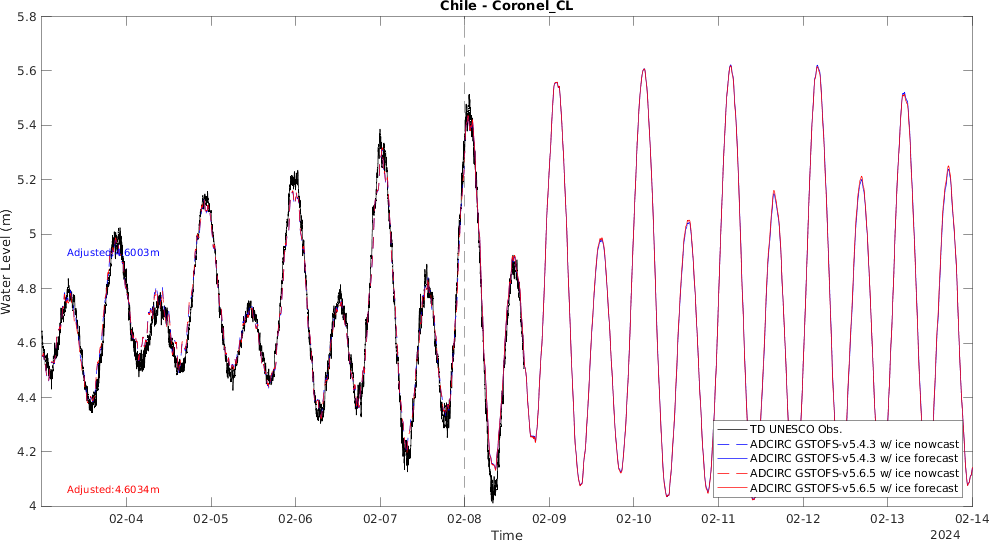 Chile - Coronel_CL
5.8
5.6
5.4
5.2
5
4.8
4.6
4.4
4.2
4
Water Level (m)
Adjusted:4.6003m
Adjusted:4.6034m
TD UNESCO Obs.
ADCIRC GSTOFS-v5.4.3 w/ ice nowcast
ADCIRC GSTOFS-v5.4.3 w/ ice forecast
ADCIRC GSTOFS-v5.6.5 w/ ice nowcast
ADCIRC GSTOFS-v5.6.5 w/ ice forecast
02-04 02-05 02-06 02-07 02-08 02-09 02-10 02-11 02-12 02-13 02-14
Time
2024